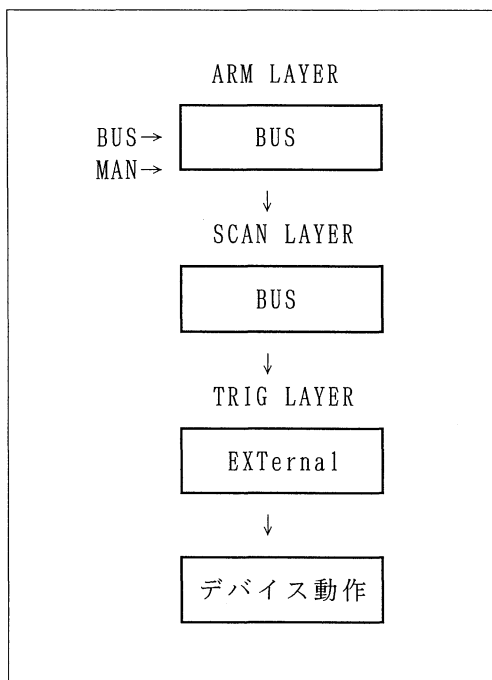 ARM LAYER
BUS→
BUS
MAN→
↓
SCAN LAYER
BUS
↓
TRIG LAYER
EXTernal
↓
デバイス動作